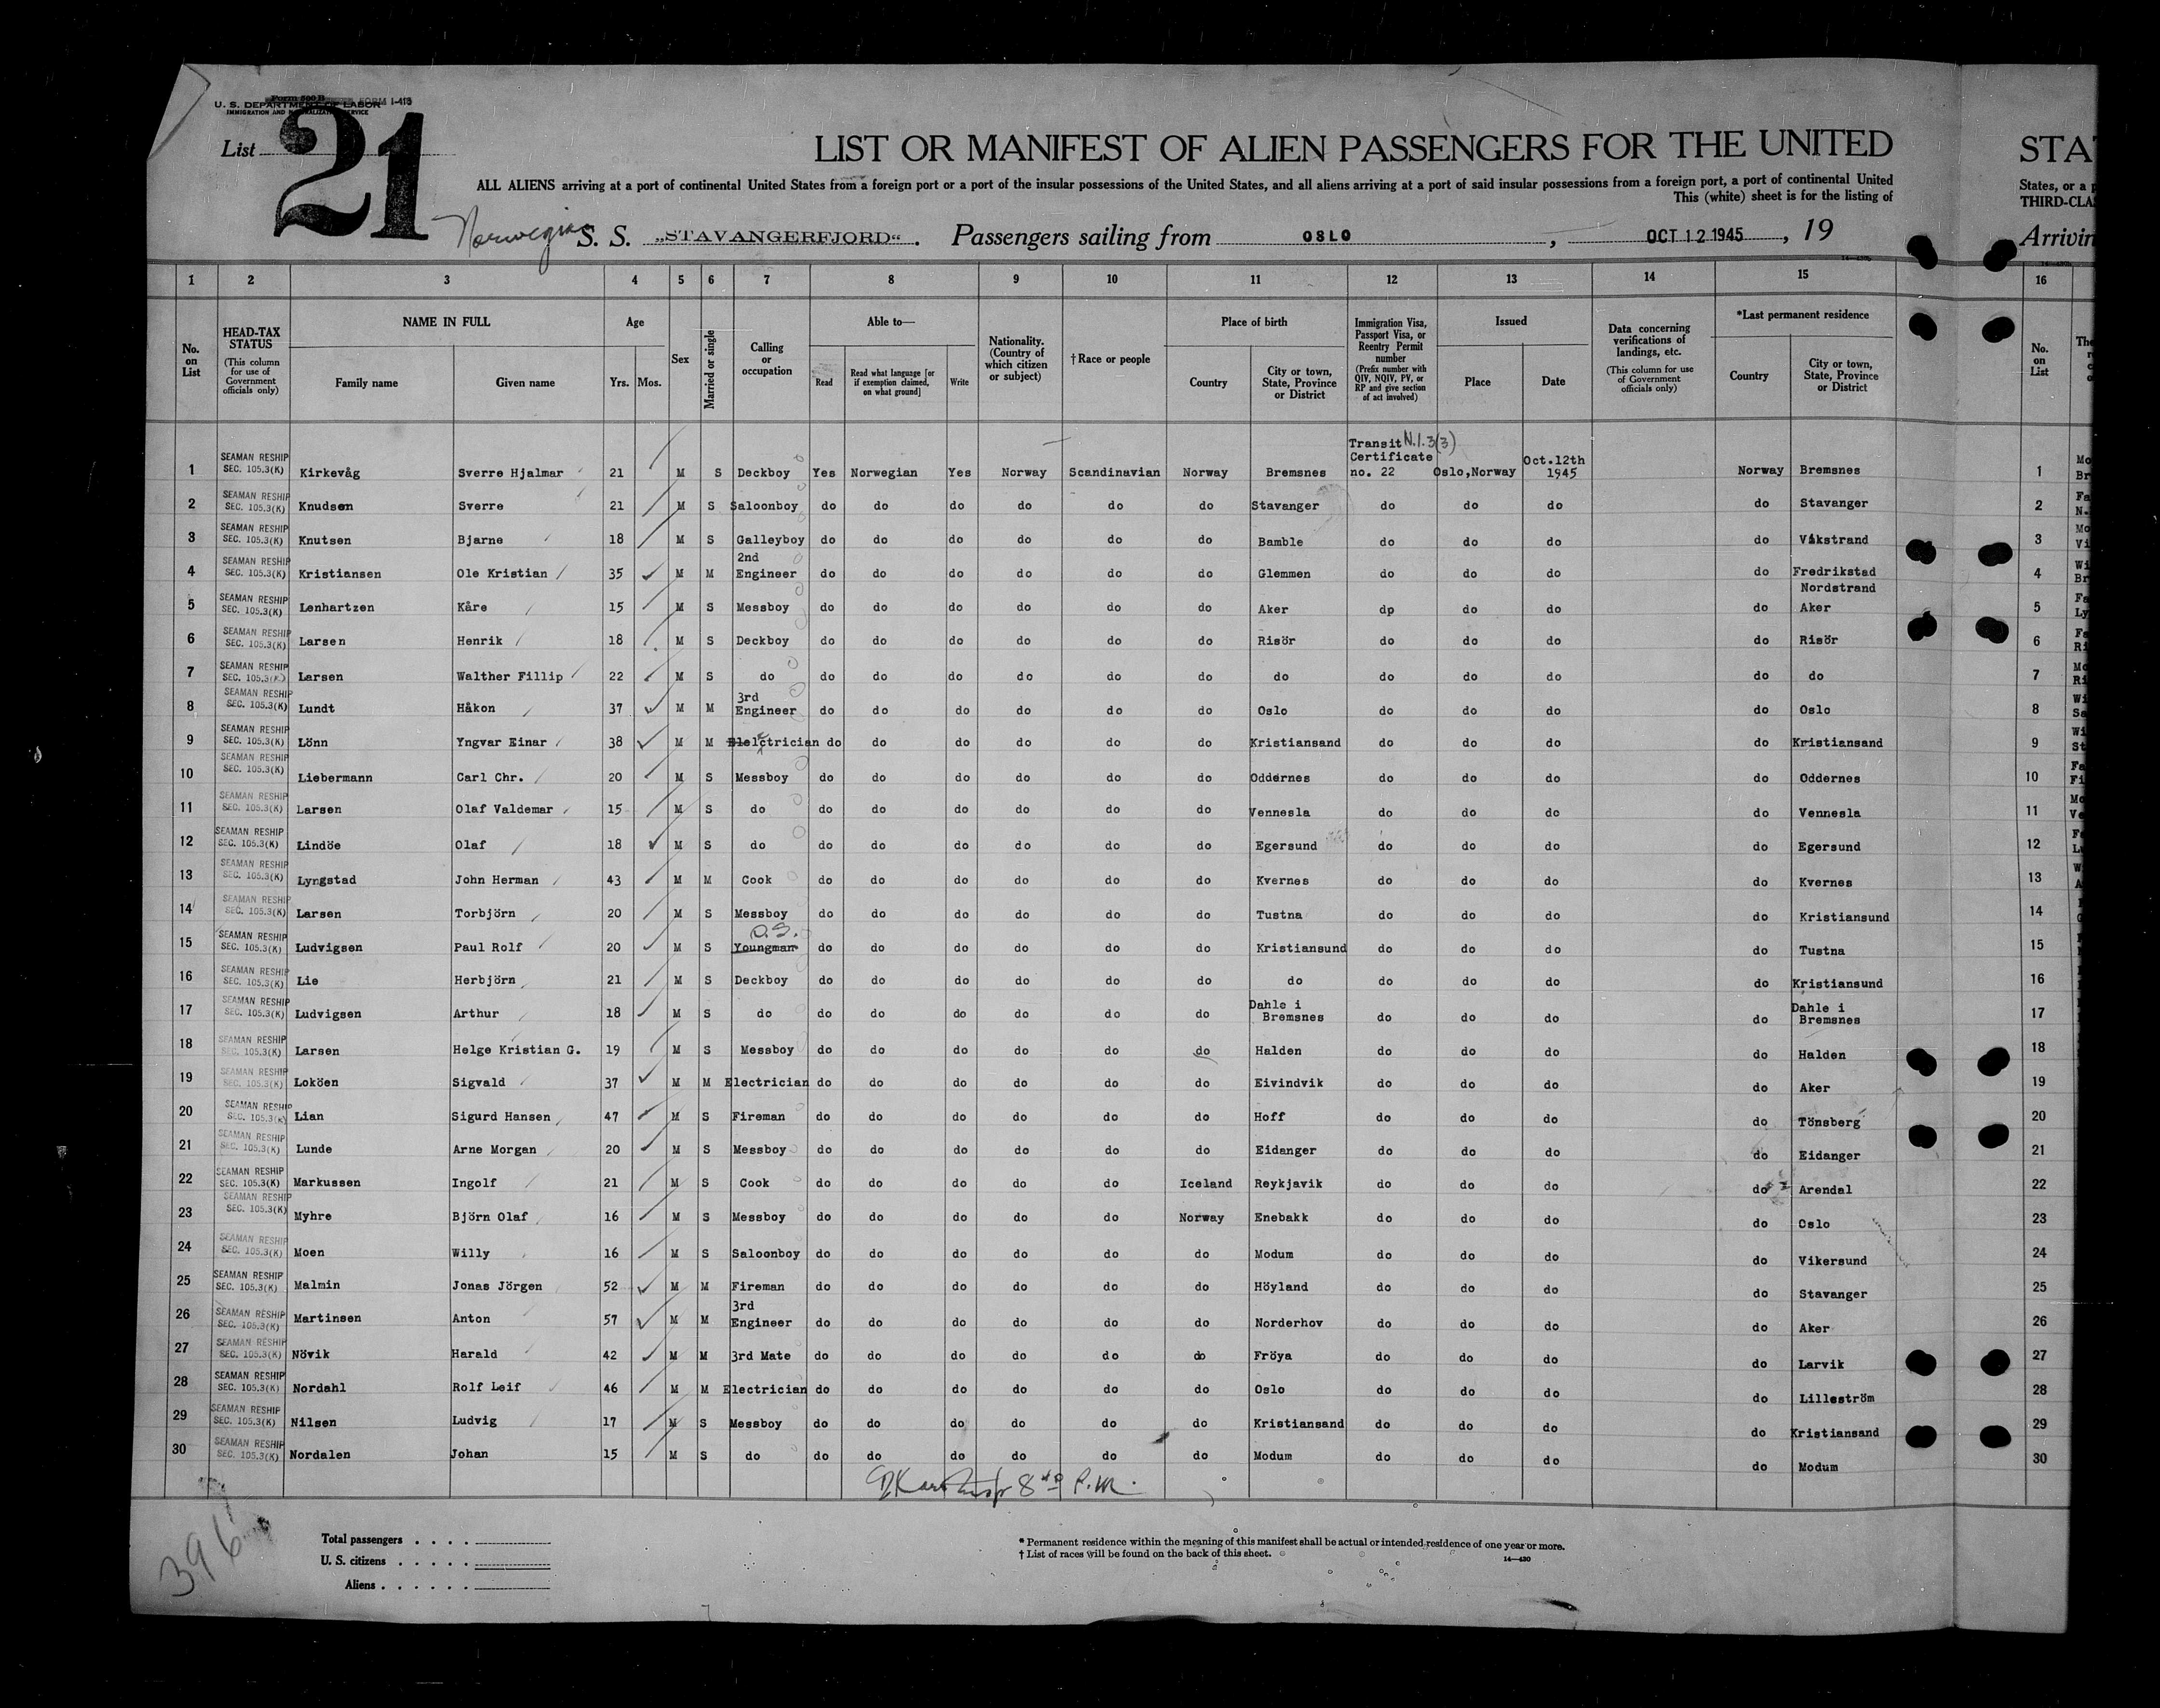 Form 500 B
U. S. DEPARTMENT OF LABOR FORM I-415
IMMIGRATION AND NATURALIZATION SERVICE
List 21
LIST OR MANIFEST OF ALIEN PASSENGERS FOR THE UNITED STA
ALL ALIENS arriving at a port of continental United States from a foreign port or a port of the insular possessions of the United States, and all aliens arriving at a port of said insular possessions from a foreign port, a port of continental United States, or a p
This (white) sheet is for the listing of THIRD-CLA
Norwegian S. S. „STAVANGERFJORD“. Passengers sailing from OSLO, OCT 12 1945, 19 Arrivin
1 2 3 4 5 6 7 8 9 10 11 12 13 14 15 16
No. on List
HEAD-TAX STATUS (This column for use of Government officials only)
NAME IN FULL Family name Given name
Age Yrs. Mos.
Sex
Married or single
Calling or occupation
Able to— Read Read what language [or if exemption claimed, on what ground] Write
Nationality. (Country of which citizen or subject)
†Race or people
Place of birth Country City or town, State, Province or District
Immigration Visa, Passport Visa, or Reentry Permit number (Prefix number with QIV, NQIV, PV, or RP and give section of act involved)
Issued Place Date
Data concerning verifications of landings, etc. (This column for use of Government officials only)
*Last permanent residence Country City or town, State, Province or District
No. on List
1 SEAMAN RESHIP SEC. 105.3(K) Kirkevåg Sverre Hjalmar 21 M S Deckboy Yes Norwegian Yes Norway Scandinavian Norway Bremsnes Transit Certificate no. 22 N.I.3(3) Oslo,Norway Oct.12th 1945 Norway Bremsnes 1
2 SEAMAN RESHIP SEC. 105.3(K) Knudsen Sverre 21 M S Saloonboy do do do do do do Stavanger do do do do Stavanger 2
3 SEAMAN RESHIP SEC. 105.3(K) Knutsen Bjarne 18 M S Galleyboy do do do do do do Bamble do do do do Vikstrand 3
4 SEAMAN RESHIP SEC. 105.3(K) Kristiansen Ole Kristian 35 M M 2nd Engineer do do do do do do Glemmen do do do do Fredrikstad 4
5 SEAMAN RESHIP SEC. 105.3(K) Lenhartzen Kåre 15 M S Messboy do do do do do do Aker dp do do do Nordstrand Aker 5
6 SEAMAN RESHIP SEC. 105.3(K) Larsen Henrik 18 M S Deckboy do do do do do do Risör do do do do Risör 6
7 SEAMAN RESHIP SEC. 105.3(K) Larsen Walther Fillip 22 M S do do do do do do do do do do do do do 7
8 SEAMAN RESHIP SEC. 105.3(K) Lundt Håkon 37 M M 3rd Engineer do do do do do do Oslo do do do do Oslo 8
9 SEAMAN RESHIP SEC. 105.3(K) Lönn Yngvar Einar 38 M M Electrician do do do do do do Kristiansand do do do do Kristiansand 9
10 SEAMAN RESHIP SEC. 105.3(K) Liebermann Carl Chr. 20 M S Messboy do do do do do do Oddernes do do do do Oddernes 10
11 SEAMAN RESHIP SEC. 105.3(K) Larsen Olaf Valdemar 15 M S do do do do do do do Vennesla do do do do Vennesla 11
12 SEAMAN RESHIP SEC. 105.3(K) Lindöe Olaf 18 M S do do do do do do do Egersund do do do do Egersund 12
13 SEAMAN RESHIP SEC. 105.3(K) Lyngstad John Herman 43 M M Cook do do do do do do Kvernes do do do do Kvernes 13
14 SEAMAN RESHIP SEC. 105.3(K) Larsen Torbjörn 20 M S Messboy do do do do do do Tustna do do do do Kristiansund 14
15 SEAMAN RESHIP SEC. 105.3(K) Ludvigsen Paul Rolf 20 M S O.S. Youngman do do do do do do Kristiansund do do do do Tustna 15
16 SEAMAN RESHIP SEC. 105.3(K) Lie Herbjörn 21 M S Deckboy do do do do do do do do do do do Kristiansund 16
17 SEAMAN RESHIP SEC. 105.3(K) Ludvigsen Arthur 18 M S do do do do do do do Dahle i Bremsnes do do do do Dahle i Bremsnes 17
18 SEAMAN RESHIP SEC. 105.3(K) Larsen Helge Kristian G. 19 M S Messboy do do do do do do Halden do do do do Halden 18
19 SEAMAN RESHIP SEC. 105.3(K) Loköen Sigvald 37 M M Electrician do do do do do do Eivindvik do do do do Aker 19
20 SEAMAN RESHIP SEC. 105.3(K) Lian Sigurd Hansen 47 M S Fireman do do do do do do Hoff do do do do Tönsberg 20
21 SEAMAN RESHIP SEC. 105.3(K) Lunde Arne Morgan 20 M S Messboy do do do do do do Eidanger do do do do Eidanger 21
22 SEAMAN RESHIP SEC. 105.3(K) Markussen Ingolf 21 M S Cook do do do do do Iceland Reykjavik do do do do Arendal 22
23 SEAMAN RESHIP SEC. 105.3(K) Myhre Björn Olaf 16 M S Messboy do do do do do Norway Enebakk do do do do Oslo 23
24 SEAMAN RESHIP SEC. 105.3(K) Moen Willy 16 M S Saloonboy do do do do do do Modum do do do do Vikersund 24
25 SEAMAN RESHIP SEC. 105.3(K) Malmin Jonas Jörgen 52 M M Fireman do do do do do do Höyland do do do do Stavanger 25
26 SEAMAN RESHIP SEC. 105.3(K) Martinsen Anton 57 M M 3rd Engineer do do do do do do Norderhov do do do do Aker 26
27 SEAMAN RESHIP SEC. 105.3(K) Növik Harald 42 M M 3rd Mate do do do do do do Fröya do do do do Larvik 27
28 SEAMAN RESHIP SEC. 105.3(K) Nordahl Rolf Leif 46 M M Electrician do do do do do do Oslo do do do do Lilleström 28
29 SEAMAN RESHIP SEC. 105.3(K) Nilsen Ludvig 17 M S Messboy do do do do do do Kristiansand do do do do Kristiansand 29
30 SEAMAN RESHIP SEC. 105.3(K) Nordalen Johan 15 M S do do do do do do do Modum do do do do Modum 30
8 P.M.
396
Total passengers . . . .
U. S. citizens . . . . .
Aliens . . . . . .
* Permanent residence within the meaning of this manifest shall be actual or intended residence of one year or more.
† List of races will be found on the back of this sheet.
14—430